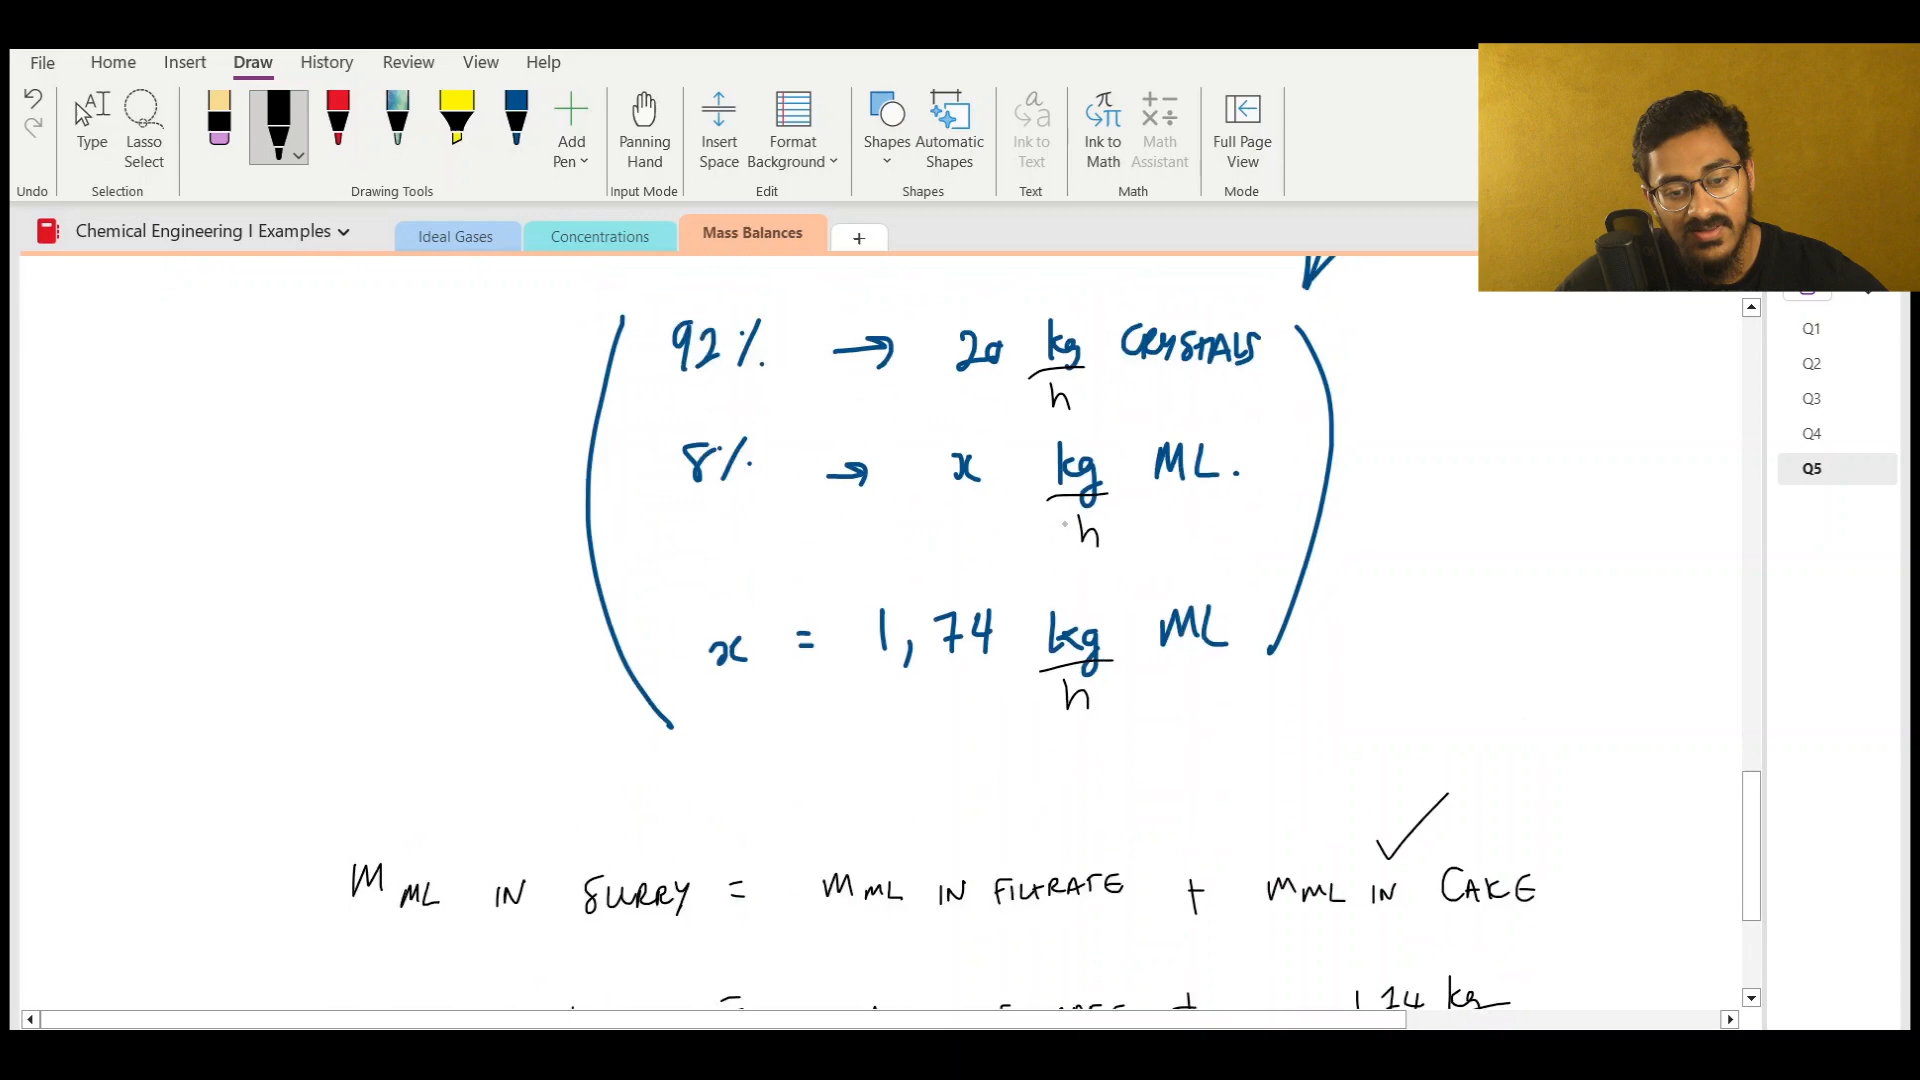 File Home Insert Draw History Review View Help
Type Lasso Select Add Pen Panning Hand Insert Space Format Background Shapes Automatic Shapes Ink to Text Ink to Math Math Assistant Full Page View
Undo Selection Drawing Tools Input Mode Edit Shapes Text Math Mode
Chemical Engineering I Examples Ideal Gases Concentrations Mass Balances +
Q1
Q2
Q3
Q4
Q5
92% → 20 kg/h CRYSTALS
8% → x kg/h ML.
x = 1,74 kg/h ML
M ML IN SURRY = M ML IN FILTRATE + M ML IN CAKE
1,74 kg